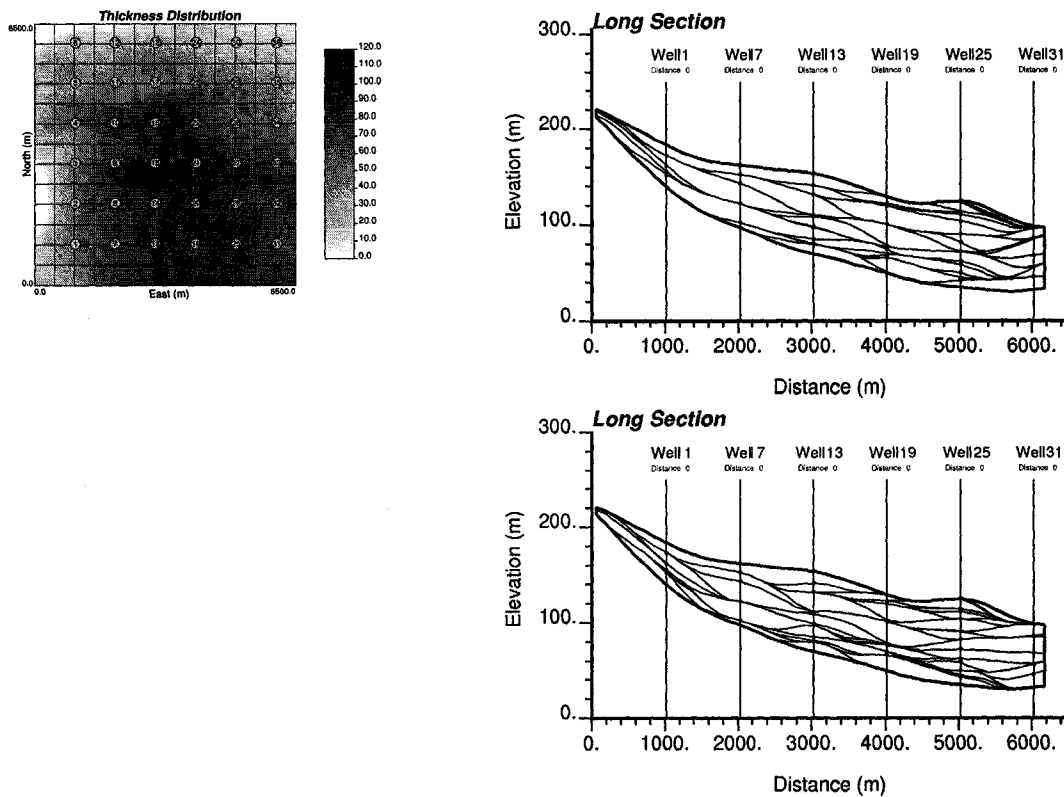 Thickness Distribution
6500.0
North (m)
0.0
0.0
East (m)
6500.0
120.0
110.0
100.0
90.0
80.0
70.0
60.0
50.0
40.0
30.0
20.0
10.0
0.0
Long Section
300.
Well1 Well7 Well13 Well19 Well25 Well31
Distance 0 Distance 0 Distance 0 Distance 0 Distance 0 Distance 0
200.
Elevation (m)
100.
0.
0. 1000. 2000. 3000. 4000. 5000. 6000.
Distance (m)
Long Section
300.
Well1 Well7 Well13 Well19 Well25 Well31
Distance 0 Distance 0 Distance 0 Distance 0 Distance 0 Distance 0
200.
Elevation (m)
100.
0.
0. 1000. 2000. 3000. 4000. 5000. 6000.
Distance (m)